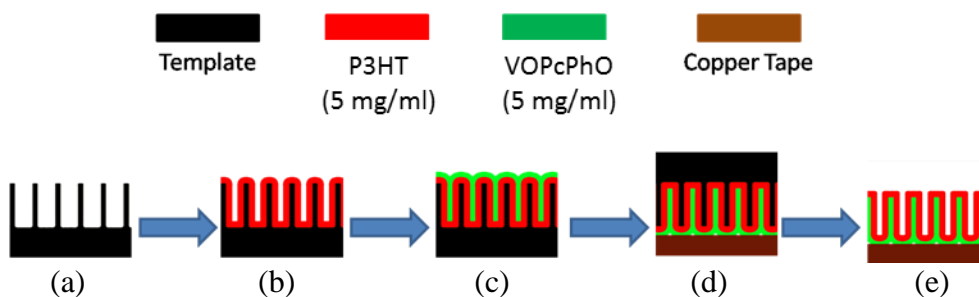 Template
P3HT
(5 mg/ml)
VOPcPhO
(5 mg/ml)
Copper Tape
(a)
(b)
(c)
(d)
(e)